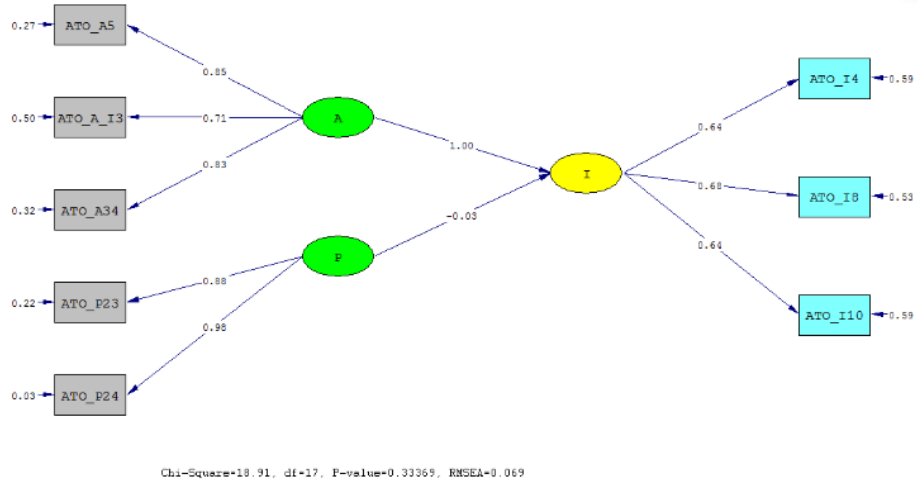 0.27 ATO_A5
0.85
0.50 ATO_A_I3
0.71
A
0.83
0.32 ATO_A34
1.00
I
-0.03
P
0.88
0.22 ATO_P23
0.98
0.03 ATO_P24
0.64
ATO_I4 0.59
0.68
ATO_I8 0.53
0.64
ATO_I10 0.59
Chi-Square=18.91, df=17, P-value=0.33369, RMSEA=0.069